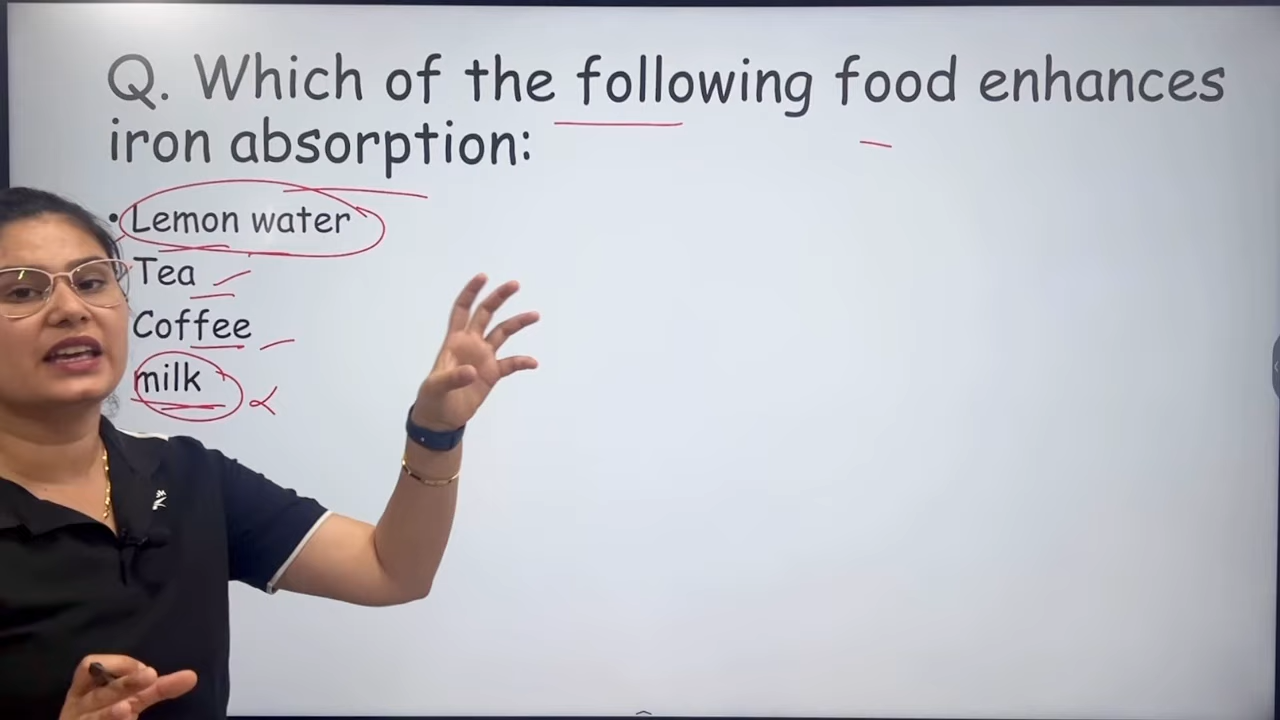 Q. Which of the following food enhances
iron absorption:
• Lemon water
Tea
Coffee
milk